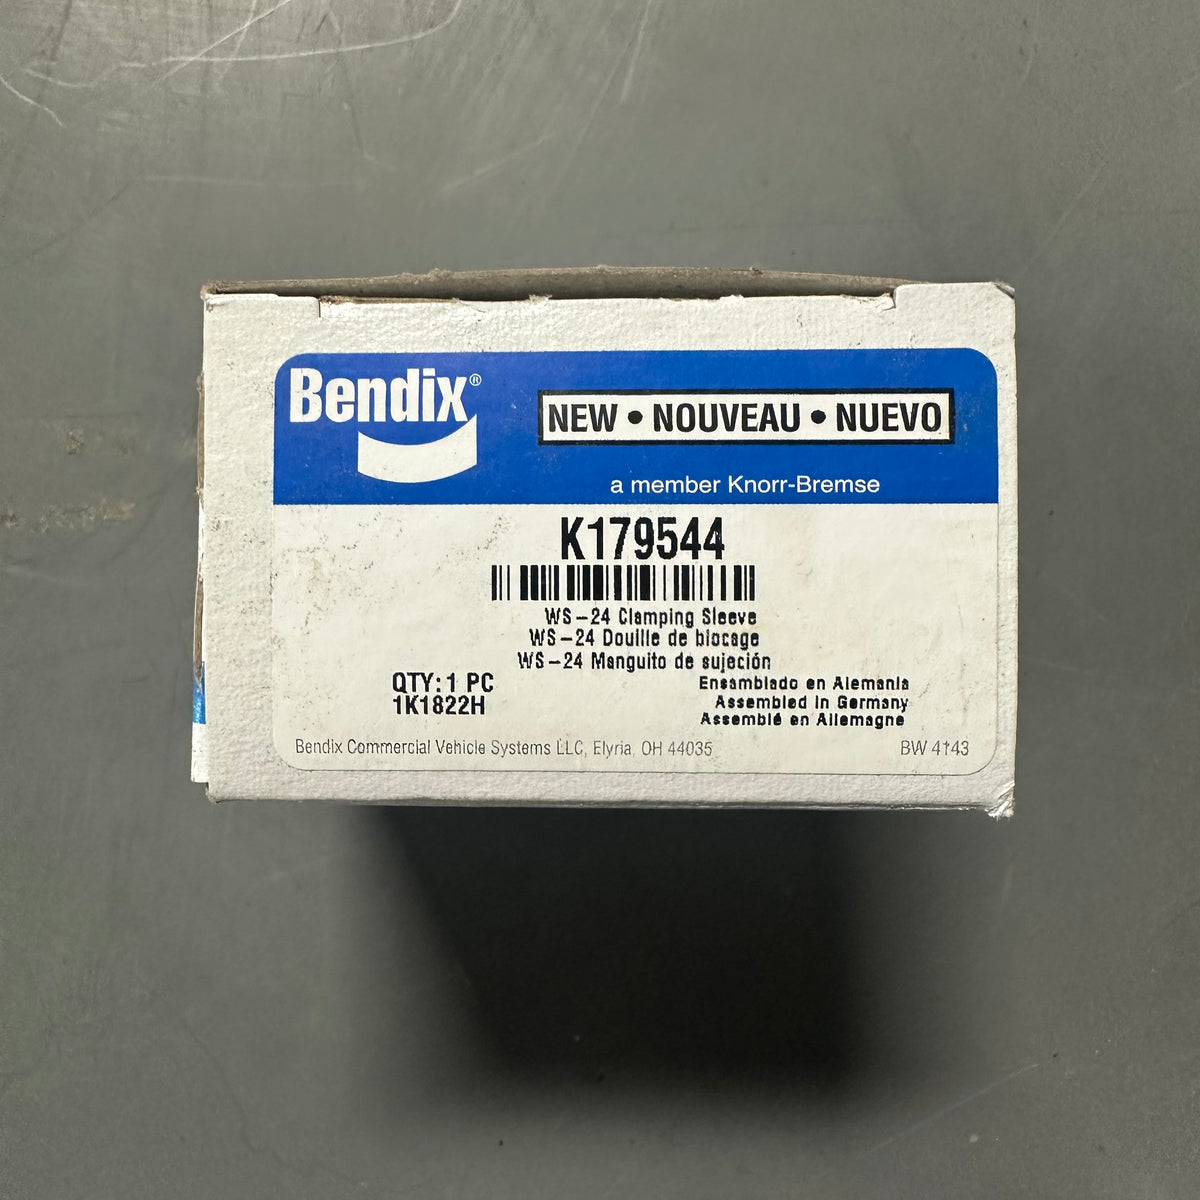 Bendix®
NEW • NOUVEAU • NUEVO
a member Knorr-Bremse
K179544
WS-24 Clamping Sleeve
WS-24 Douille de blocage
WS-24 Manguito de sujeción
QTY: 1 PC
1K1822H
Ensamblado en Alemania
Assembled in Germany
Assemblé en Allemagne
Bendix Commercial Vehicle Systems LLC, Elyria, OH 44035
BW 4143